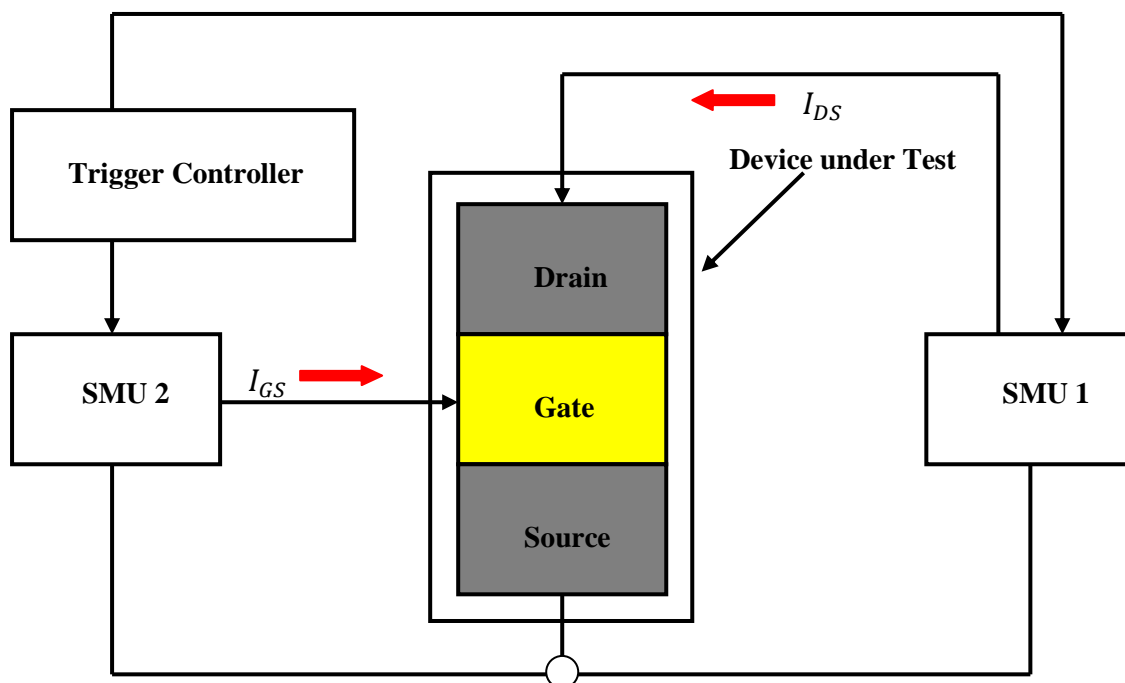 I_DS
Device under Test
Trigger Controller
Drain
SMU 2
I_GS
Gate
SMU 1
Source